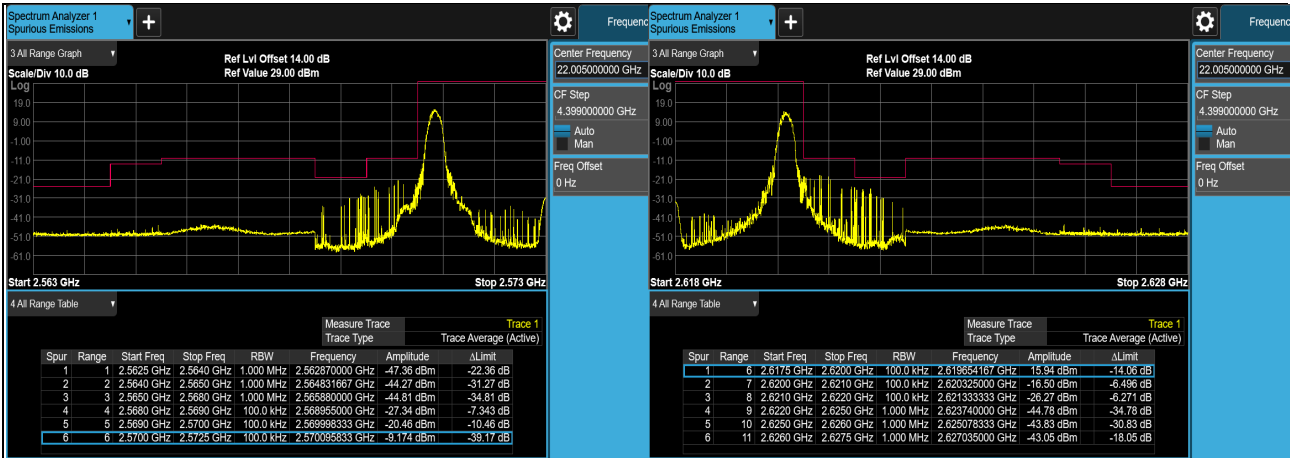 Spectrum Analyzer 1
Spurious Emissions
+
Frequenc
3 All Range Graph
Ref Lvl Offset 14.00 dB
Scale/Div 10.0 dB
Ref Value 29.00 dBm
Log
19.0
9.00
-1.00
-11.0
-21.0
-31.0
-41.0
-51.0
-61.0
Start 2.563 GHz
Stop 2.573 GHz
Center Frequency
22.005000000 GHz
CF Step
4.399000000 GHz
Auto
Man
Freq Offset
0 Hz
4 All Range Table
Measure Trace Trace 1
Trace Type Trace Average (Active)
Spur Range Start Freq Stop Freq RBW Frequency Amplitude ΔLimit
1 1 2.5625 GHz 2.5640 GHz 1.000 MHz 2.562870000 GHz -47.36 dBm -22.36 dB
2 2 2.5640 GHz 2.5650 GHz 1.000 MHz 2.564831667 GHz -44.27 dBm -31.27 dB
3 3 2.5650 GHz 2.5680 GHz 1.000 MHz 2.565880000 GHz -44.81 dBm -34.81 dB
4 4 2.5680 GHz 2.5690 GHz 100.0 kHz 2.568955000 GHz -27.34 dBm -7.343 dB
5 5 2.5690 GHz 2.5700 GHz 100.0 kHz 2.569998333 GHz -20.46 dBm -10.46 dB
6 6 2.5700 GHz 2.5725 GHz 100.0 kHz 2.570095833 GHz -9.174 dBm -39.17 dB
Spectrum Analyzer 1
Spurious Emissions
+
Frequenc
3 All Range Graph
Ref Lvl Offset 14.00 dB
Scale/Div 10.0 dB
Ref Value 29.00 dBm
Log
19.0
9.00
-1.00
-11.0
-21.0
-31.0
-41.0
-51.0
-61.0
Start 2.618 GHz
Stop 2.628 GHz
Center Frequency
22.005000000 GHz
CF Step
4.399000000 GHz
Auto
Man
Freq Offset
0 Hz
4 All Range Table
Measure Trace Trace 1
Trace Type Trace Average (Active)
Spur Range Start Freq Stop Freq RBW Frequency Amplitude ΔLimit
1 6 2.6175 GHz 2.6200 GHz 100.0 kHz 2.619654167 GHz 15.94 dBm -14.06 dB
2 7 2.6200 GHz 2.6210 GHz 100.0 kHz 2.620325000 GHz -16.50 dBm -6.496 dB
3 8 2.6210 GHz 2.6220 GHz 100.0 kHz 2.621333333 GHz -26.27 dBm -6.271 dB
4 9 2.6220 GHz 2.6250 GHz 1.000 MHz 2.623740000 GHz -44.78 dBm -34.78 dB
5 10 2.6250 GHz 2.6260 GHz 1.000 MHz 2.625078333 GHz -43.83 dBm -30.83 dB
6 11 2.6260 GHz 2.6275 GHz 1.000 MHz 2.627035000 GHz -43.05 dBm -18.05 dB